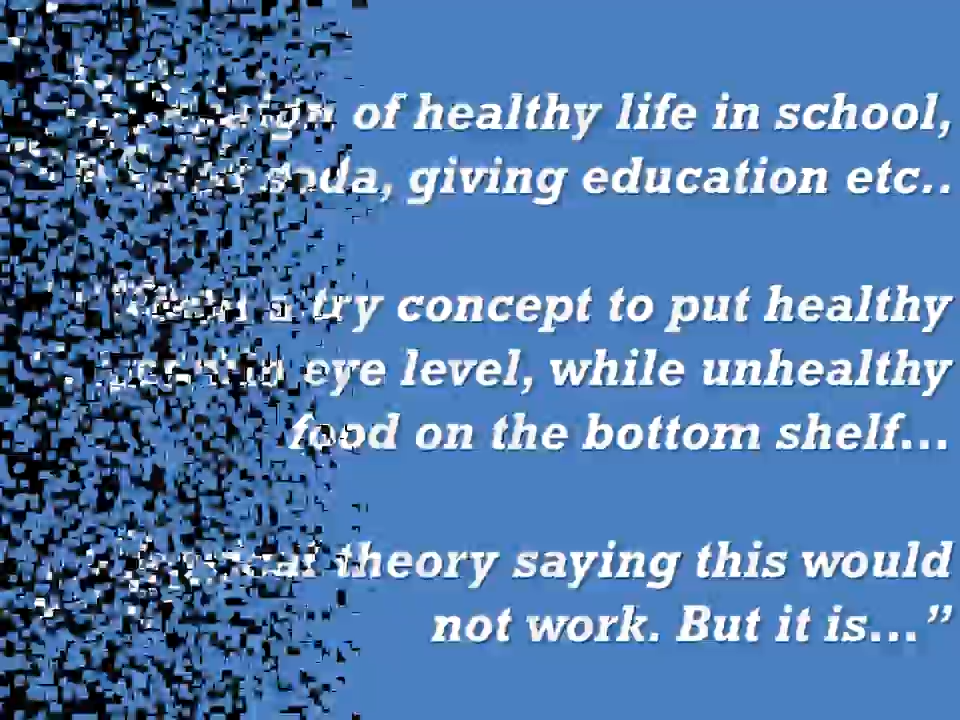 of healthy life in school,
soda, giving education etc..
a try concept to put healthy
eye level, while unhealthy
food on the bottom shelf...
theory saying this would
not work. But it is...”